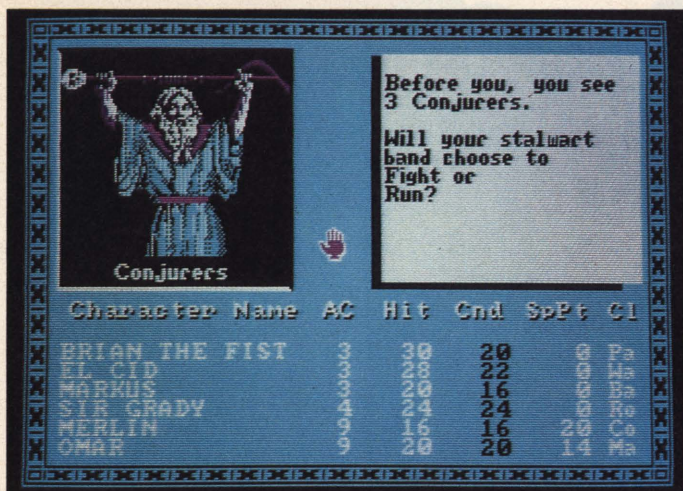 Before you, you see
3 Conjurers.
Will your stalwart
band choose to
Fight or
Run?
Conjurers
Character Name AC Hit Cnd SpPt Cl
BRIAN THE FIST 3 30 20 0 Pa
EL CID 3 28 22 0 Wa
MARKUS 3 20 16 0 Ba
SIR GRADY 4 24 24 0 Ro
MERLIN 9 16 16 20 Co
OMAR 9 20 20 14 Ma